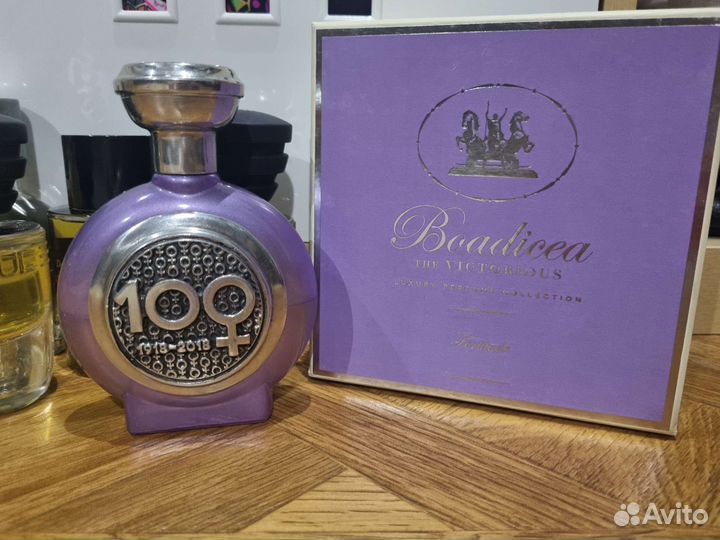 100
1918-2018
Boadicea
THE VICTORIOUS
LUXURY PERFUME COLLECTION
Avito